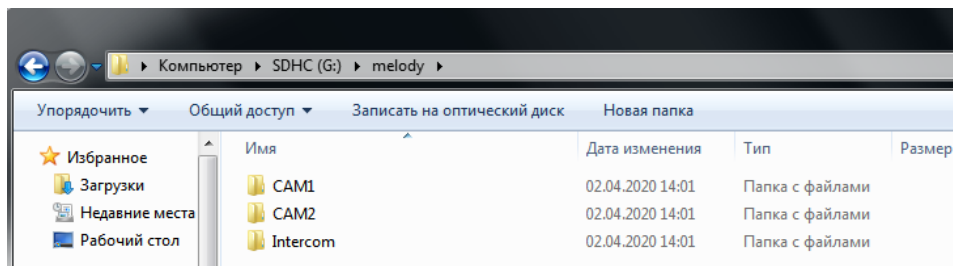 Компьютер SDHC (G:) melody
Упорядочить Общий доступ Записать на оптический диск Новая папка
Избранное
Загрузки
Недавние места
Рабочий стол
Имя Дата изменения Тип Размер
CAM1 02.04.2020 14:01 Папка с файлами
CAM2 02.04.2020 14:01 Папка с файлами
Intercom 02.04.2020 14:01 Папка с файлами